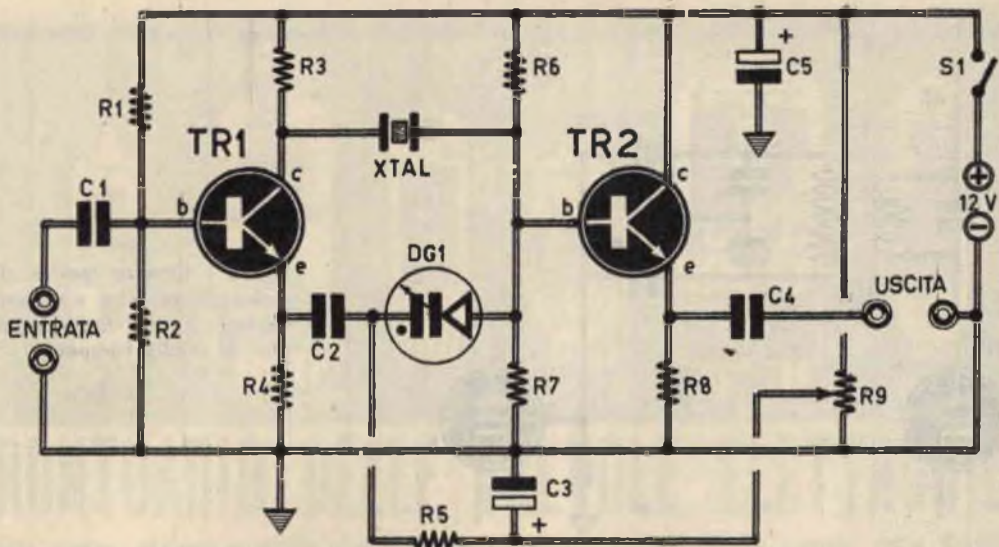 R1
R3
R6
+
C5
S1
TR1
XTAL
TR2
C1
b
c
e
b
c
e
+
12 V
−
DG1
ENTRATA
R2
C2
C4
USCITA
R4
R7
R8
R9
C3
+
R5